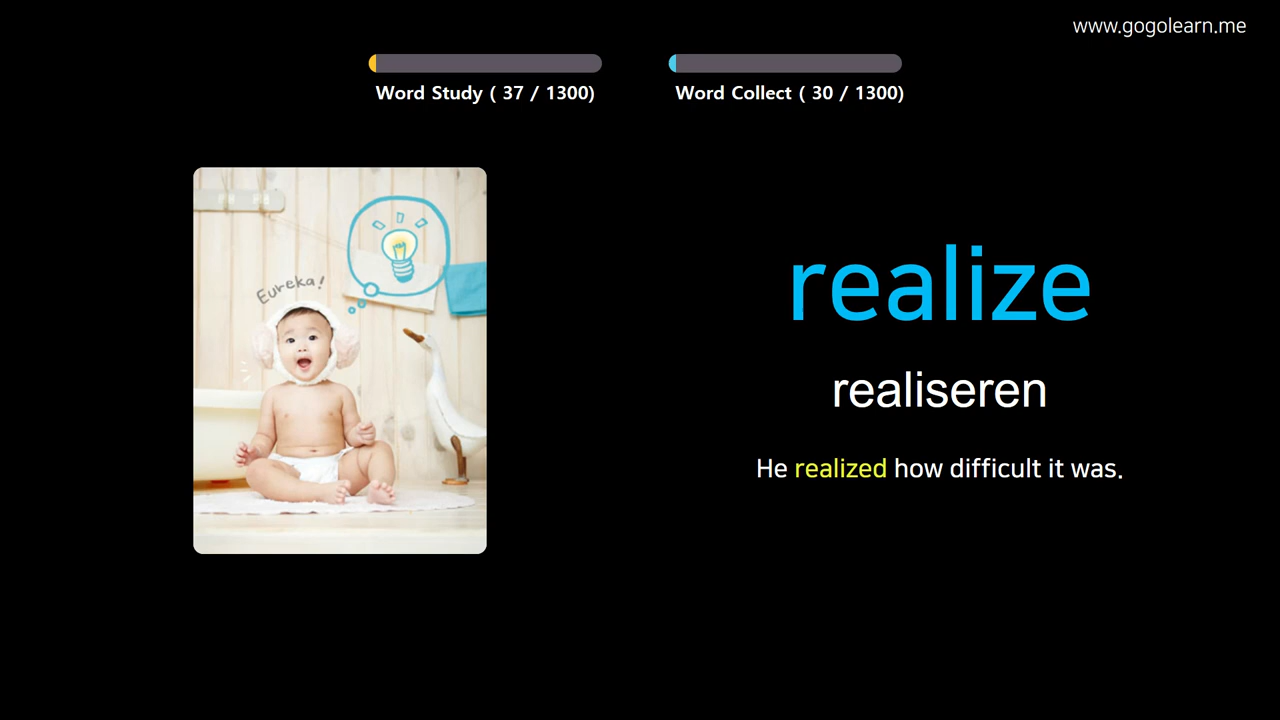 www.gogolearn.me
Word Study ( 37 / 1300)
Word Collect ( 30 / 1300)
Eureka!
realize
realiseren
He realized how difficult it was.